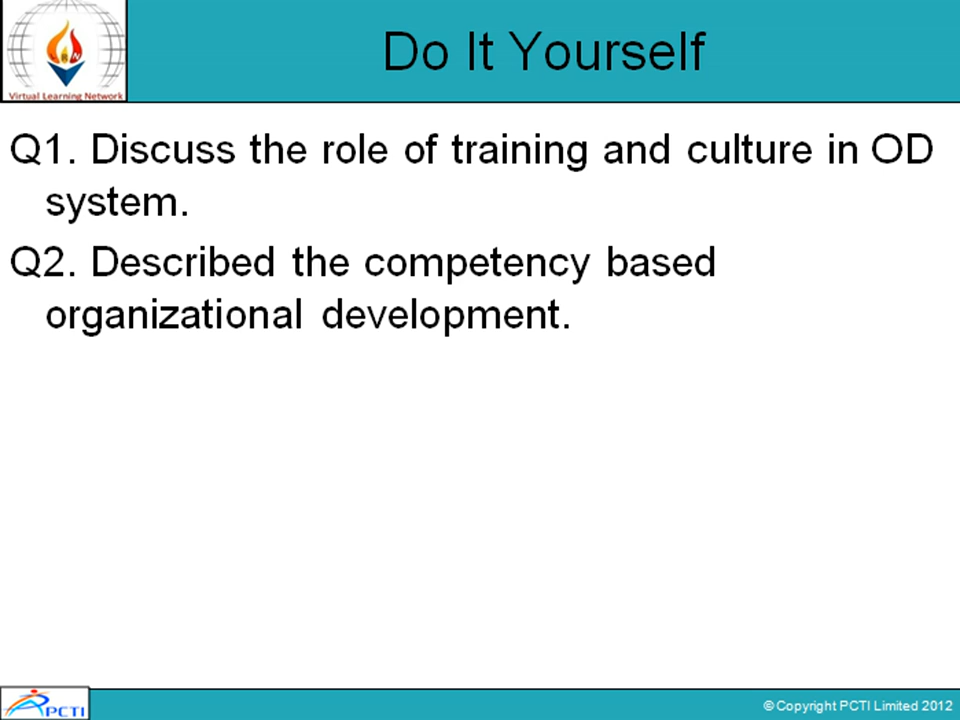 Do It Yourself
Virtual Learning Network
Q1. Discuss the role of training and culture in OD
system.
Q2. Described the competency based
organizational development.
PCTI
© Copyright PCTI Limited 2012